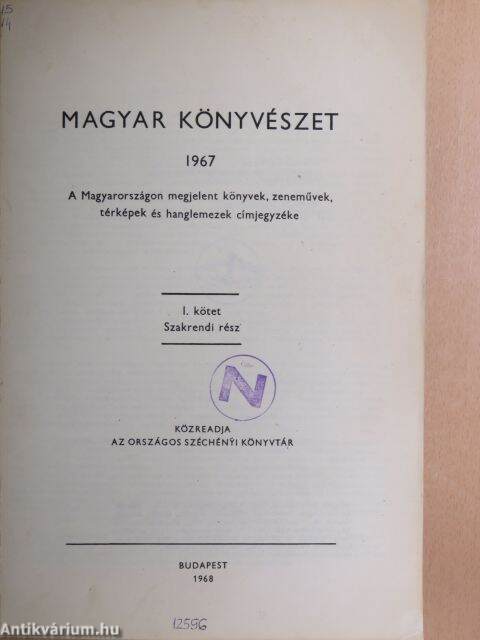 MAGYAR KÖNYVÉSZET
1967
A Magyarországon megjelent könyvek, zeneművek,
térképek és hanglemezek címjegyzéke
I. kötet
Szakrendi rész
N
KÖZREADJA
AZ ORSZÁGOS SZÉCHÉNYI KÖNYVTÁR
BUDAPEST
1968
12596
Antikvárium.hu